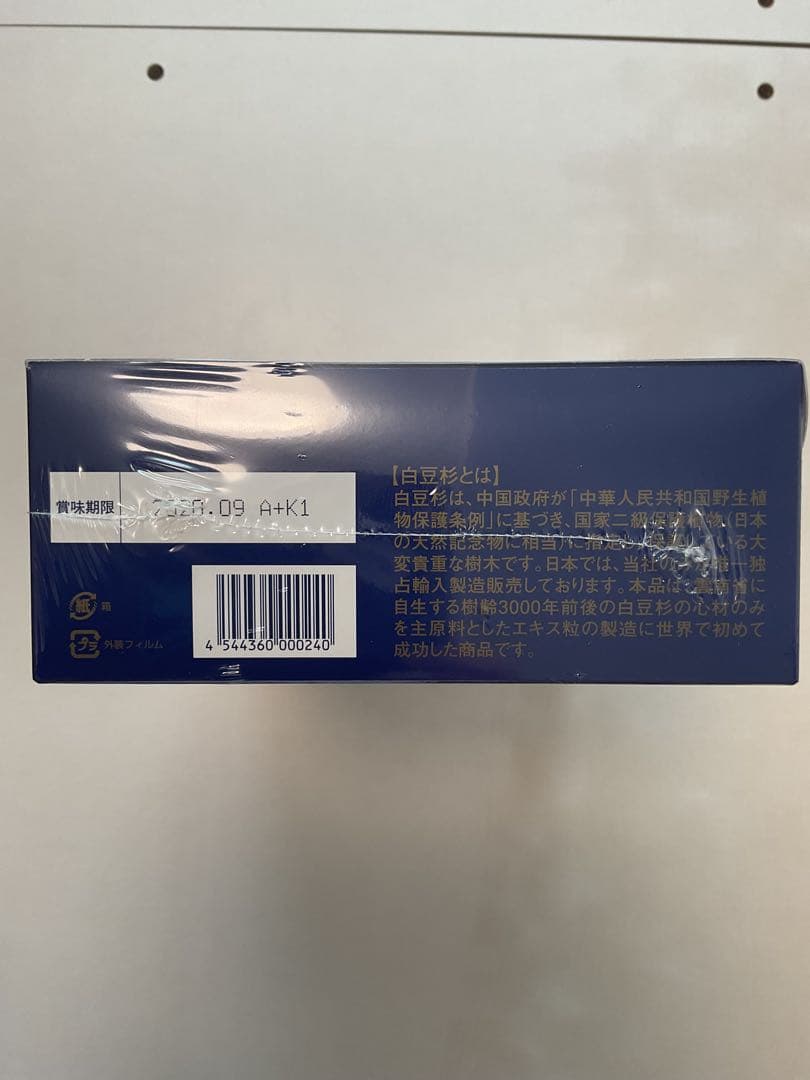 賞味期限
.09 A+K1
紙 箱
プラ 外装フィルム
4 544360 000240
【白豆杉とは】
白豆杉は、中国政府が「中華人民共和国野生植
物保護条例」に基づき、国家二級保護植物(日本
の天然記念物に相当)に指定 いる大
変貴重な樹木です。日本では、当社の 独
占輸入製造販売しております。本品は、 に
自生する樹齢3000年前後の白豆杉の心材のみ
を主原料としたエキス粒の製造に世界で初めて
成功した商品です。